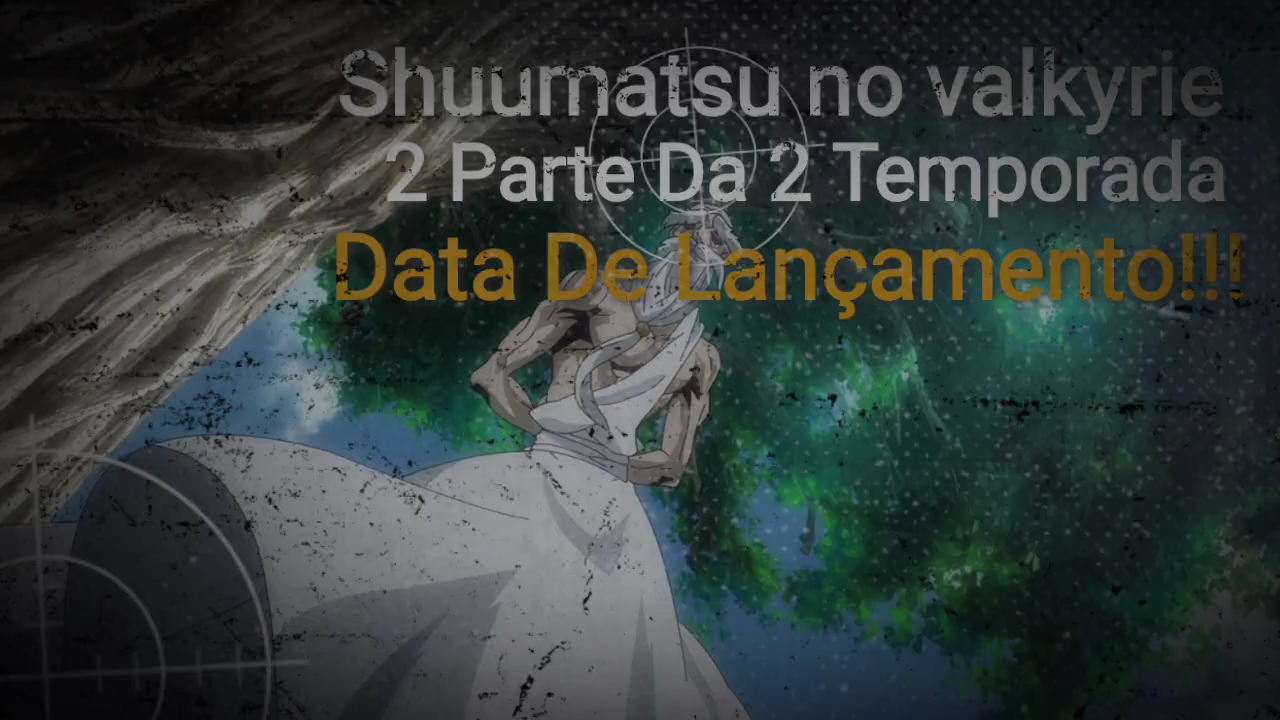 Shuumatsu no valkyrie
2 Parte Da 2 Temporada
Data De Lançamento!!!